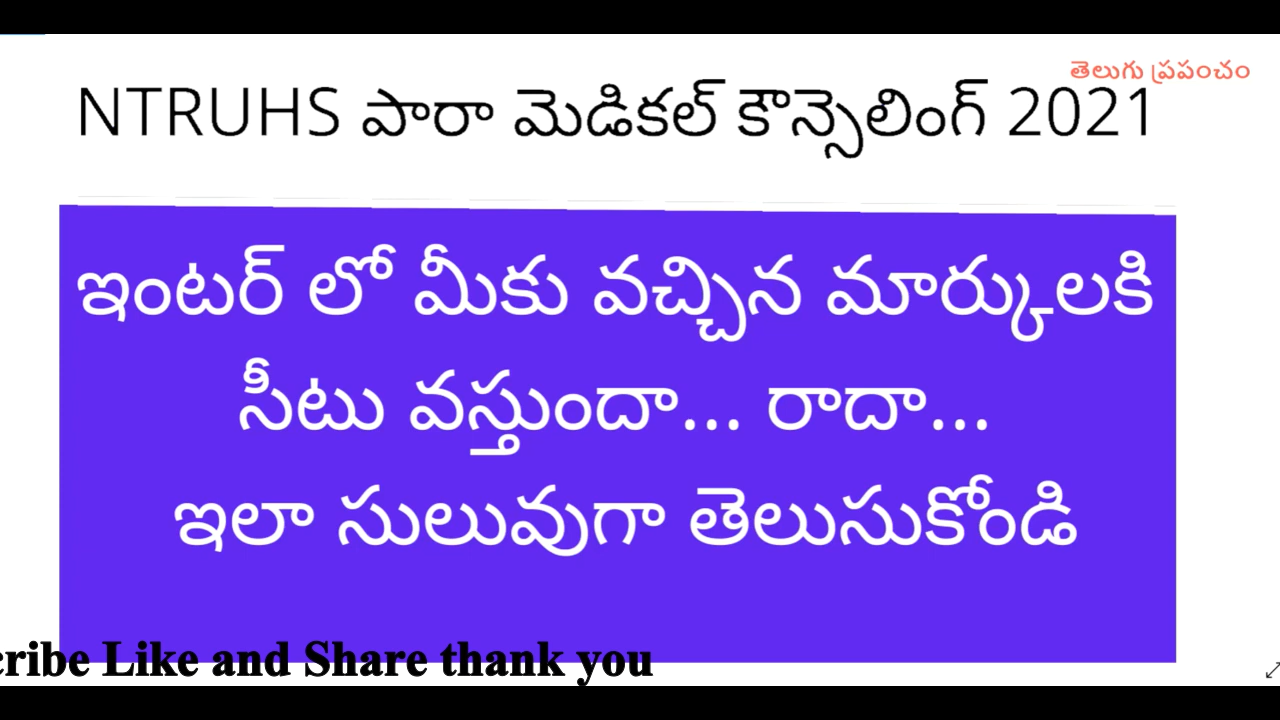 తెలుగు ప్రపంచం
NTRUHS పారా మెడికల్ కౌన్సెలింగ్ 2021
ఇంటర్ లో మీకు వచ్చిన మార్కులకి
సీటు వస్తుందా... రాదా...
ఇలా సులువుగా తెలుసుకోండి
cribe Like and Share thank you